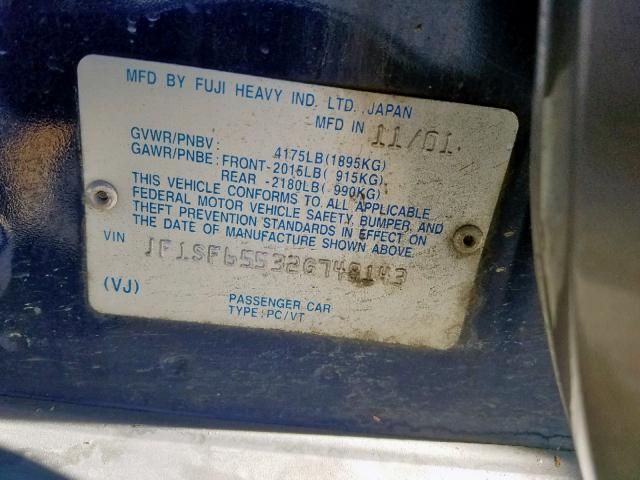 MFD BY FUJI HEAVY IND. LTD. JAPAN
MFD IN 11/01
GVWR/PNBV: 4175LB(1895KG)
GAWR/PNBE: FRONT-2015LB( 915KG)
REAR -2180LB( 990KG)
THIS VEHICLE CONFORMS TO ALL APPLICABLE
FEDERAL MOTOR VEHICLE SAFETY, BUMPER, AND
THEFT PREVENTION STANDARDS IN EFFECT ON
THE DATE OF MANUFACTURE SHOWN ABOVE.
VIN JF1SF65532G748143
(VJ)
PASSENGER CAR
TYPE:PC/VT